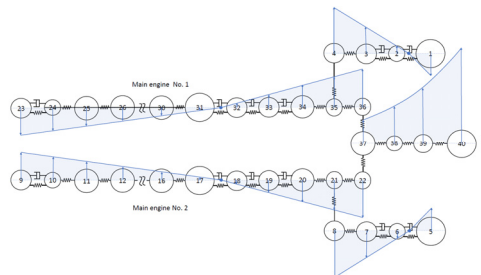 4 3 2 1
Main engine No. 1
23 24 25 26 30 31 32 33 34 35 36
37 38 39 40
9 10 11 12 16 17 18 19 20 21 22
Main engine No. 2
8 7 6 5